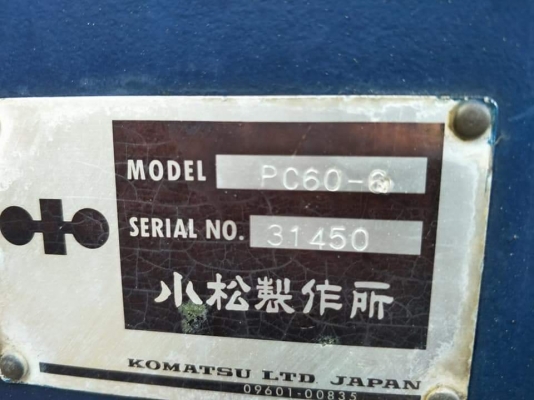 MODEL PC60-6
SERIAL NO. 31450
小松製作所
KOMATSU LTD JAPAN
09601-00835